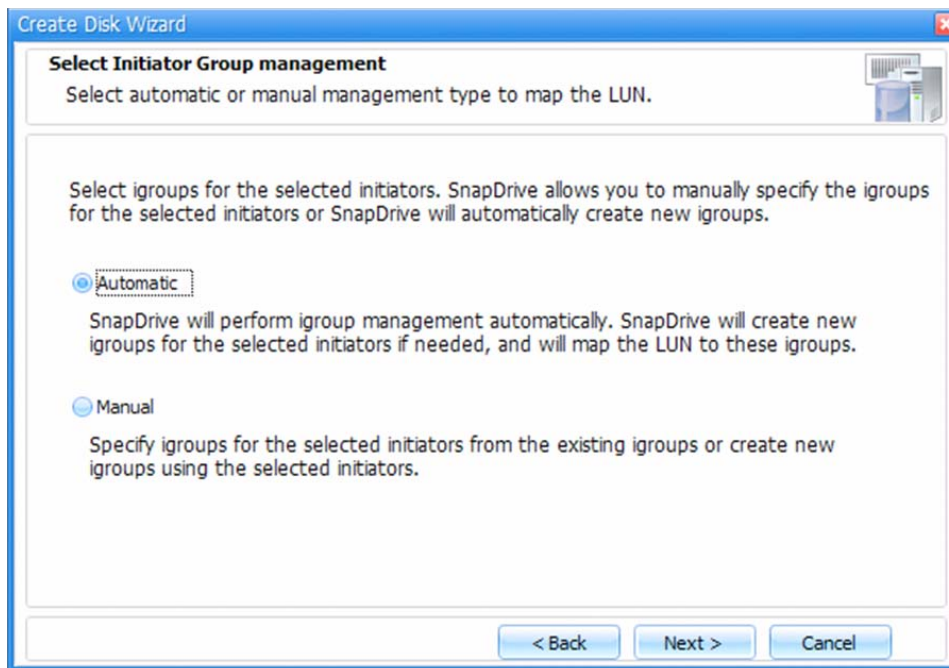 Create Disk Wizard
Select Initiator Group management
Select automatic or manual management type to map the LUN.
Select igroups for the selected initiators. SnapDrive allows you to manually specify the igroups
for the selected initiators or SnapDrive will automatically create new igroups.
Automatic
SnapDrive will perform igroup management automatically. SnapDrive will create new
igroups for the selected initiators if needed, and will map the LUN to these igroups.
Manual
Specify igroups for the selected initiators from the existing igroups or create new
igroups using the selected initiators.
< Back Next > Cancel